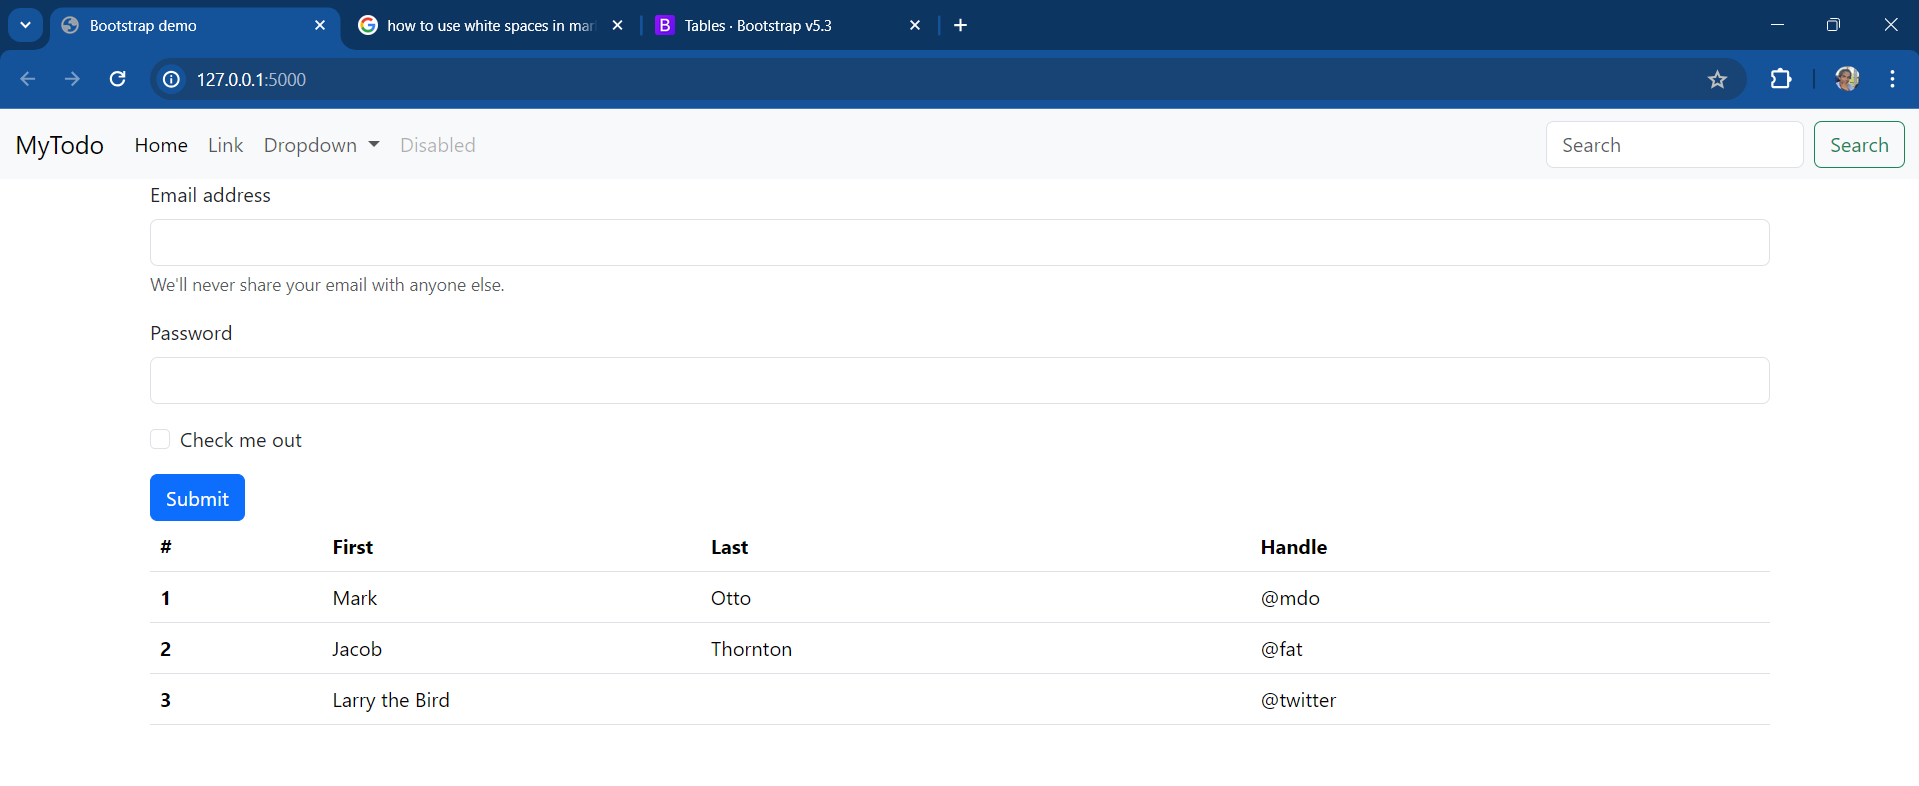 Bootstrap demo
how to use white spaces in mar
B Tables · Bootstrap v5.3
127.0.0.1:5000
MyTodo Home Link Dropdown Disabled Search Search
Email address
We'll never share your email with anyone else.
Password
Check me out
Submit
# First Last Handle
1 Mark Otto @mdo
2 Jacob Thornton @fat
3 Larry the Bird @twitter